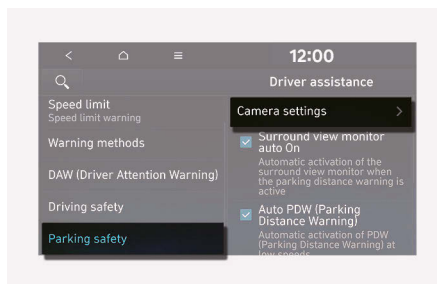 12:00
Driver assistance
Speed limit
Speed limit warning
Warning methods
DAW (Driver Attention Warning)
Driving safety
Parking safety
Camera settings
Surround view monitor
auto On
Automatic activation of the
surround view monitor when
the parking distance warning is
active
Auto PDW (Parking
Distance Warning)
Automatic activation of PDW
(Parking Distance Warning) at
low speeds